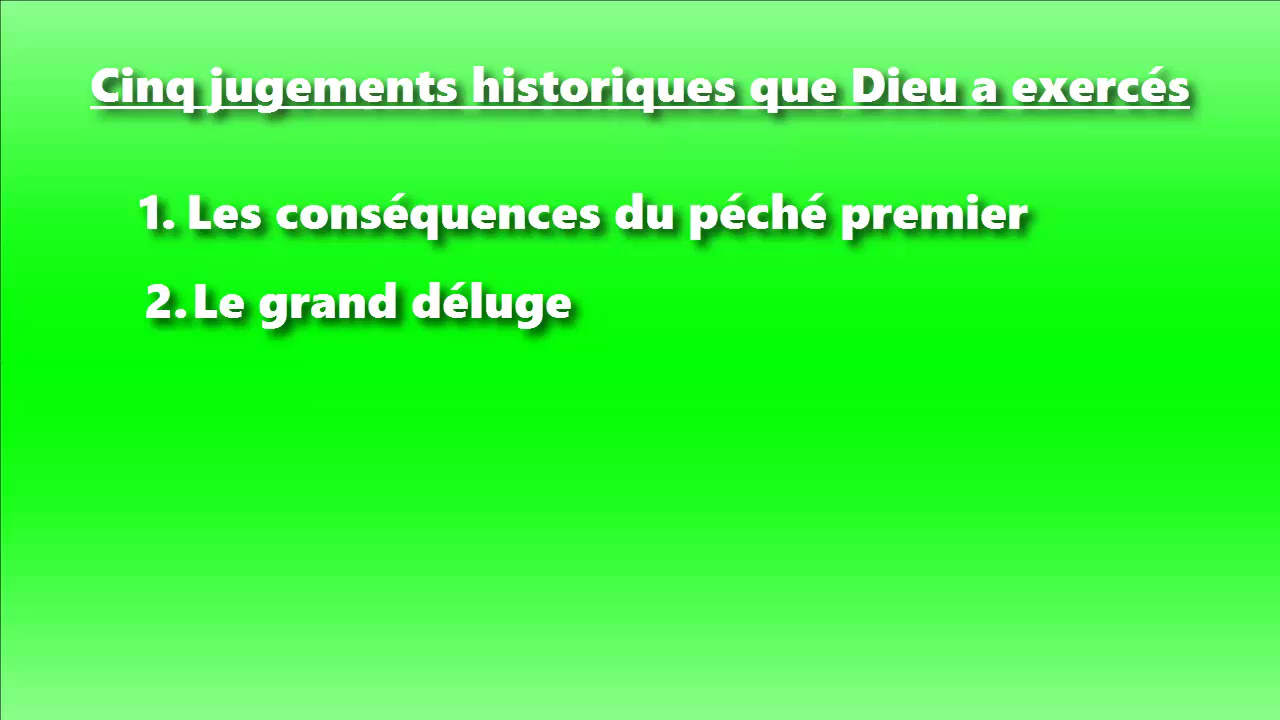 Cinq jugements historiques que Dieu a exercés
1. Les conséquences du péché premier
2. Le grand déluge